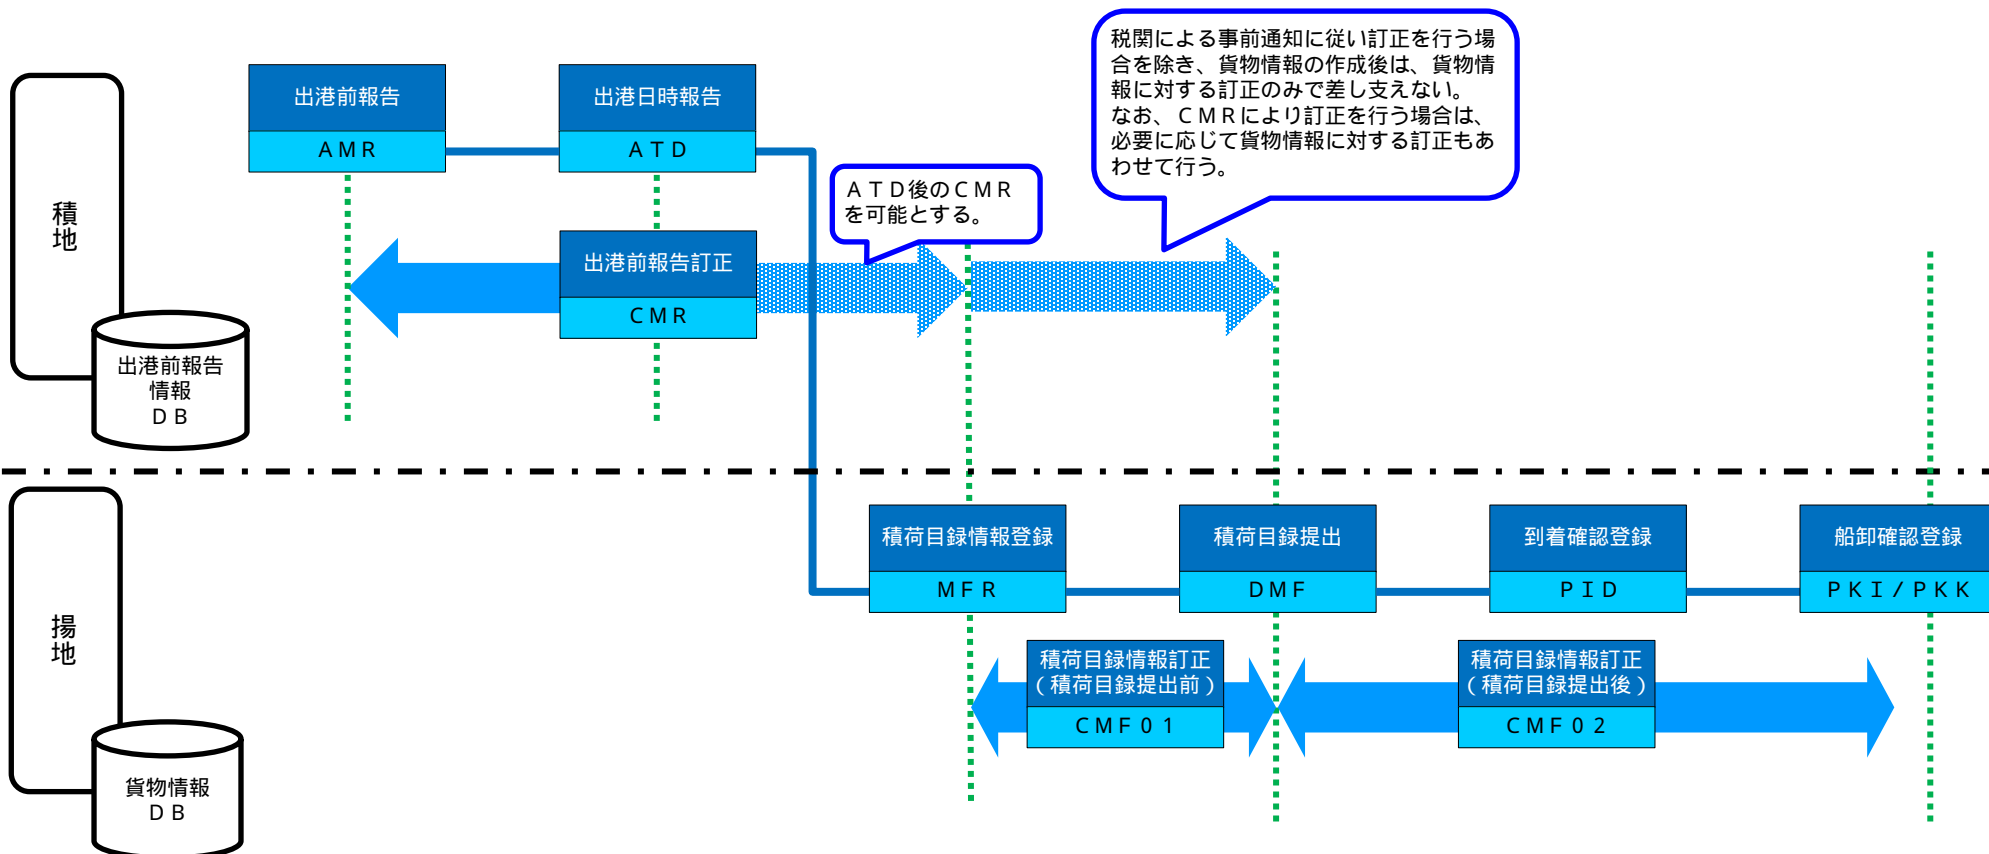 税関による事前通知に従い訂正を行う場
合を除き、貨物情報の作成後は、貨物情
報に対する訂正のみで差し支えない。
なお、ＣＭＲにより訂正を行う場合は、
必要に応じて貨物情報に対する訂正もあ
わせて行う。
出港前報告
ＡＭＲ
出港日時報告
ＡＴＤ
ＡＴＤ後のＣＭＲ
を可能とする。
積地
出港前報告訂正
ＣＭＲ
出港前報告
情報
ＤＢ
積荷目録情報登録
ＭＦＲ
積荷目録提出
ＤＭＦ
到着確認登録
ＰＩＤ
船卸確認登録
ＰＫＩ／ＰＫＫ
揚地
積荷目録情報訂正
（積荷目録提出前）
ＣＭＦ０１
積荷目録情報訂正
（積荷目録提出後）
ＣＭＦ０２
貨物情報
ＤＢ